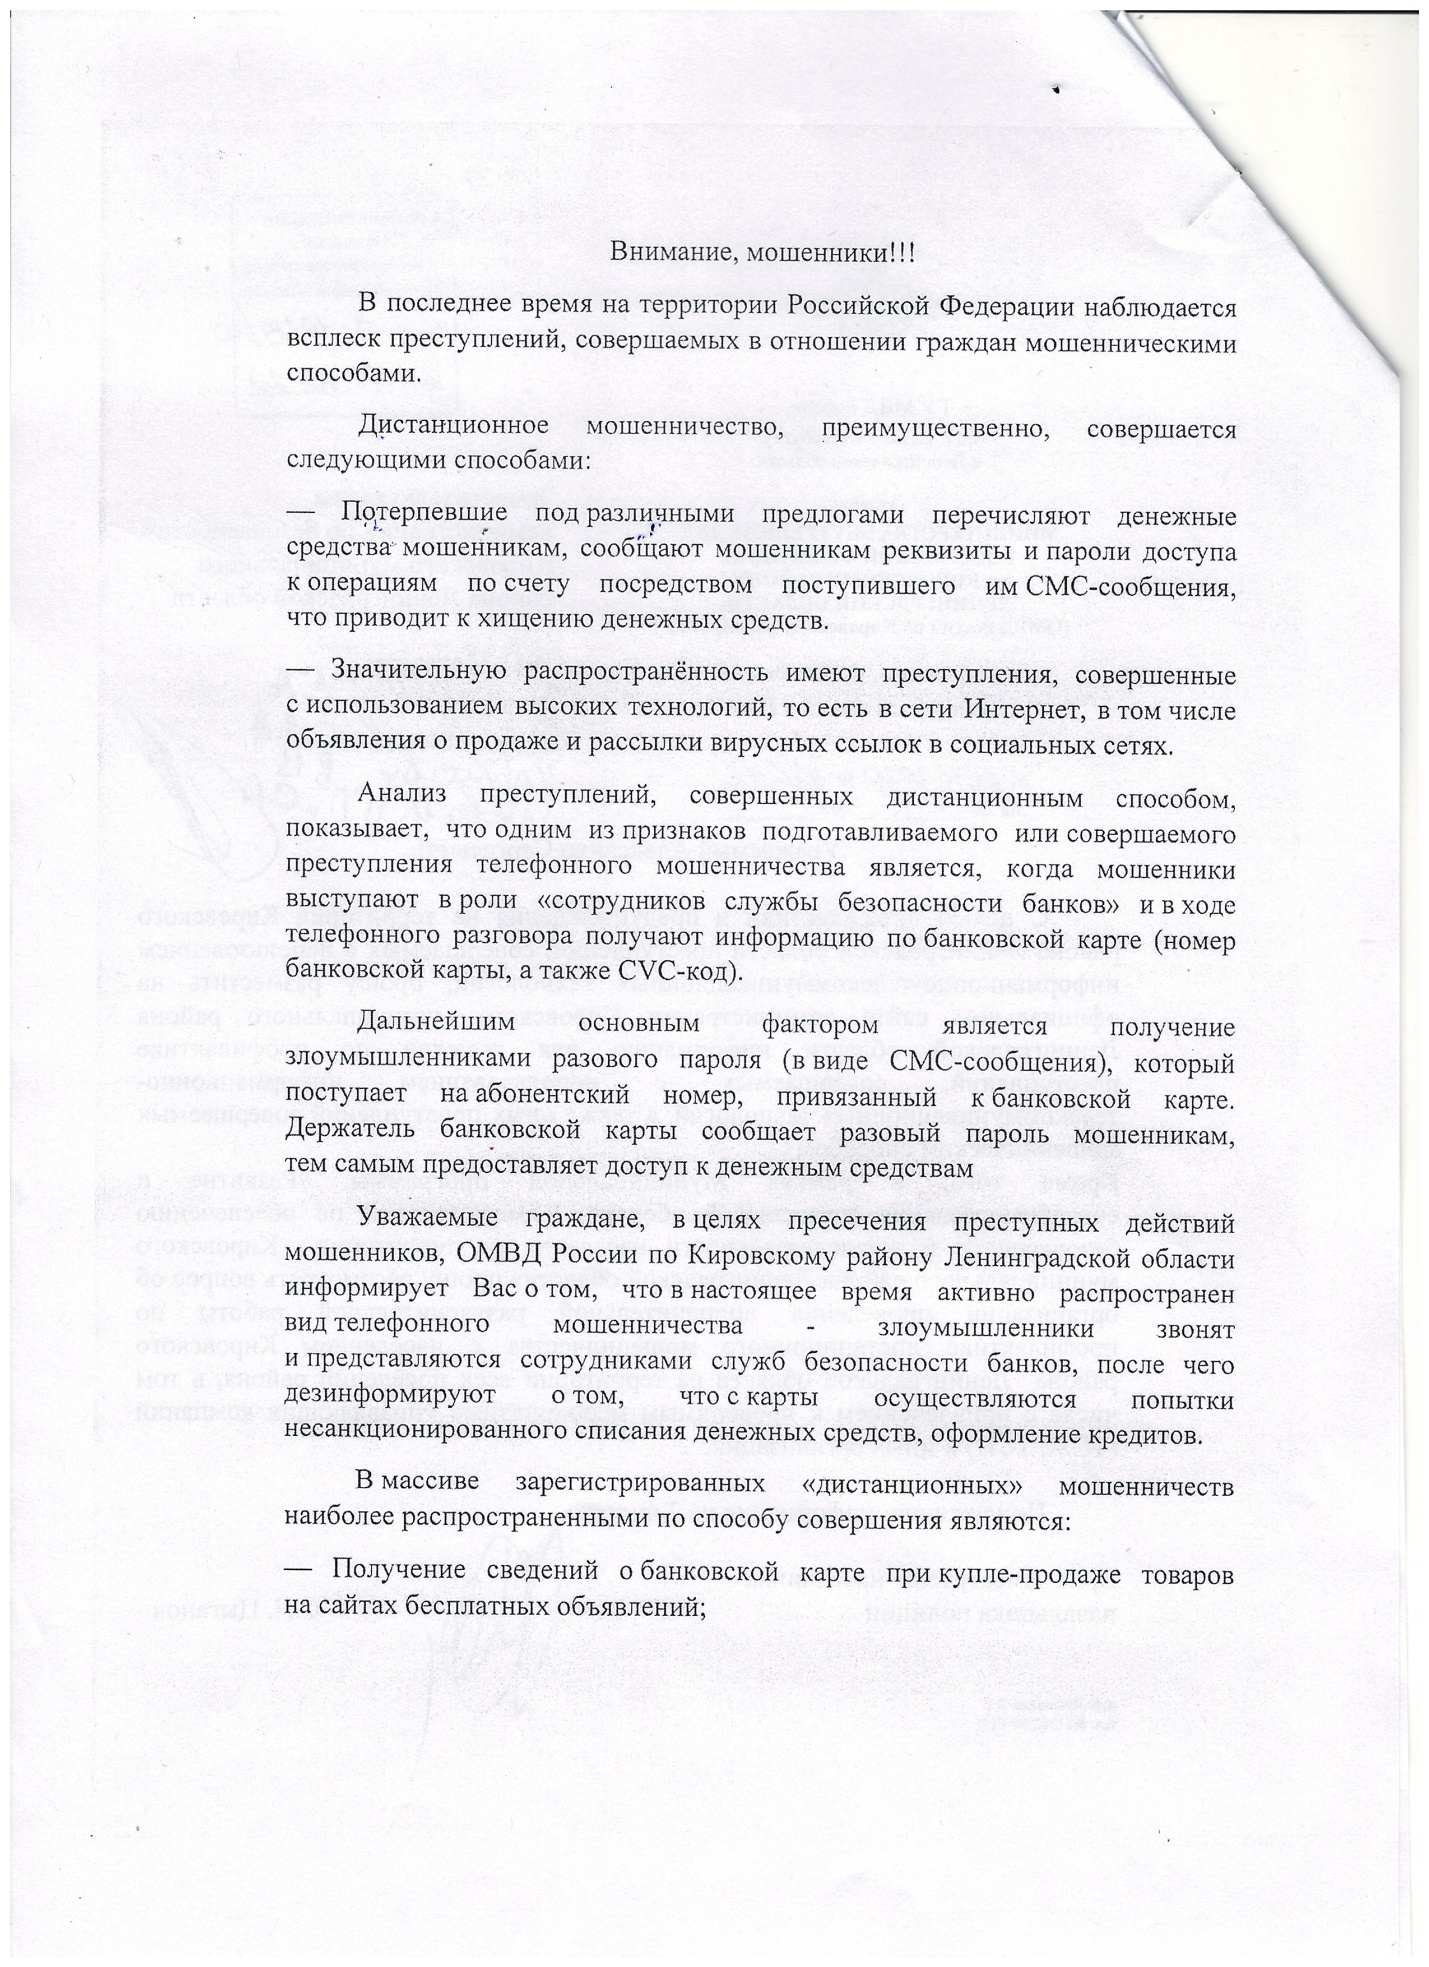 Внимание, мошенники!!!
В последнее время на территории Российской Федерации наблюдается
всплеск преступлений, совершаемых в отношении граждан мошенническими
способами.
Дистанционное мошенничество, преимущественно, совершается
следующими способами:
— Потерпевшие под различными предлогами перечисляют денежные
средства мошенникам, сообщают мошенникам реквизиты и пароли доступа
к операциям по счету посредством поступившего им СМС-сообщения,
что приводит к хищению денежных средств.
— Значительную распространённость имеют преступления, совершенные
с использованием высоких технологий, то есть в сети Интернет, в том числе
объявления о продаже и рассылки вирусных ссылок в социальных сетях.
Анализ преступлений, совершенных дистанционным способом,
показывает, что одним из признаков подготавливаемого или совершаемого
преступления телефонного мошенничества является, когда мошенники
выступают в роли «сотрудников службы безопасности банков» и в ходе
телефонного разговора получают информацию по банковской карте (номер
банковской карты, а также CVC-код).
Дальнейшим основным фактором является получение
злоумышленниками разового пароля (в виде СМС-сообщения), который
поступает на абонентский номер, привязанный к банковской карте.
Держатель банковской карты сообщает разовый пароль мошенникам,
тем самым предоставляет доступ к денежным средствам
Уважаемые граждане, в целях пресечения преступных действий
мошенников, ОМВД России по Кировскому району Ленинградской области
информирует Вас о том, что в настоящее время активно распространен
вид телефонного мошенничества - злоумышленники звонят
и представляются сотрудниками служб безопасности банков, после чего
дезинформируют о том, что с карты осуществляются попытки
несанкционированного списания денежных средств, оформление кредитов.
В массиве зарегистрированных «дистанционных» мошенничеств
наиболее распространенными по способу совершения являются:
— Получение сведений о банковской карте при купле-продаже товаров
на сайтах бесплатных объявлений;